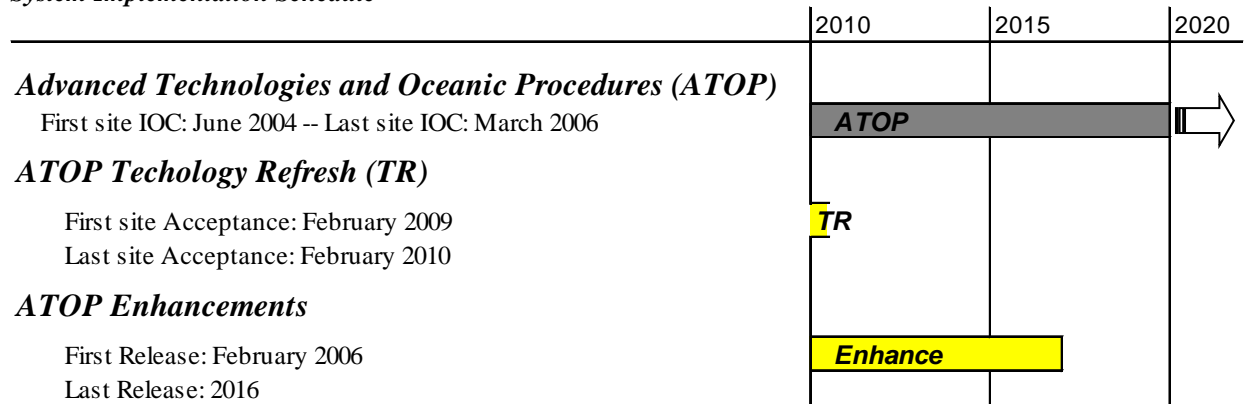 System Implementation Schedule
2010 2015 2020
Advanced Technologies and Oceanic Procedures (ATOP)
First site IOC: June 2004 -- Last site IOC: March 2006
ATOP
ATOP Techology Refresh (TR)
First site Acceptance: February 2009
TR
Last site Acceptance: February 2010
ATOP Enhancements
First Release: February 2006
Enhance
Last Release: 2016